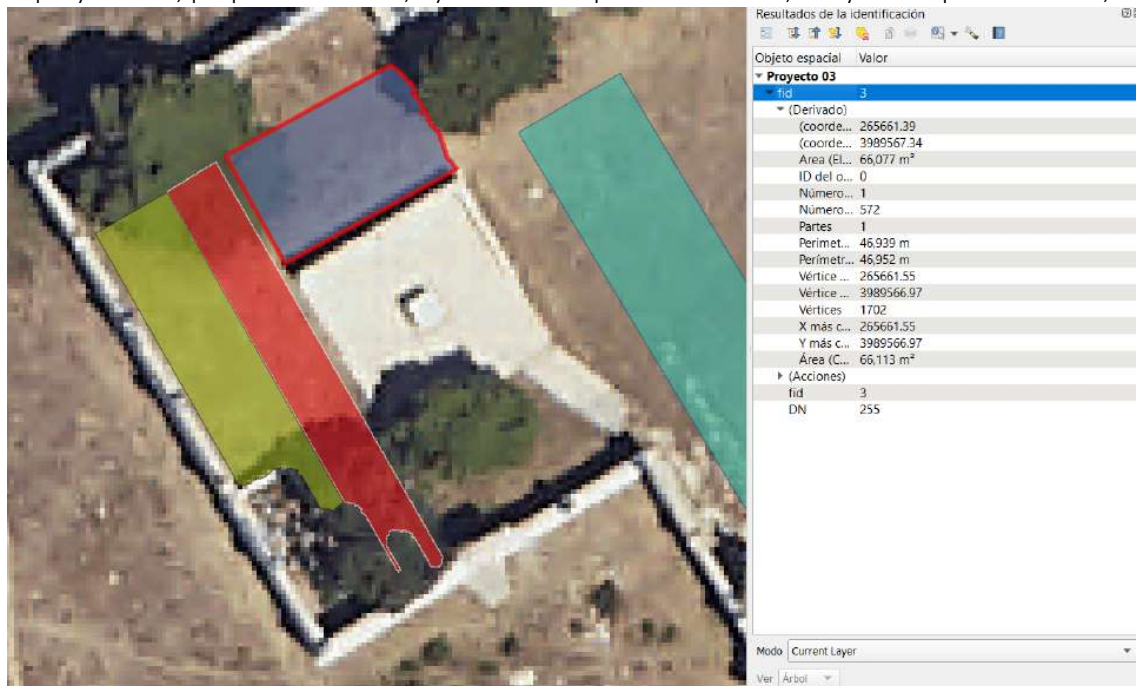 Resultados de la identificación
Objeto espacial Valor
Proyecto 03
fid 3
(Derivado)
(coorde... 265661.39
(coorde... 3989567.34
Área (El... 66,077 m²
ID del o... 0
Número... 1
Número... 572
Partes 1
Perímet... 46,939 m
Perímetr... 46,952 m
Vértice ... 265661.55
Vértice ... 3989566.97
Vértices 1702
X más c... 265661.55
Y más c... 3989566.97
Área (C... 66,113 m²
(Acciones)
fid 3
DN 255
Modo Current Layer
Ver Árbol